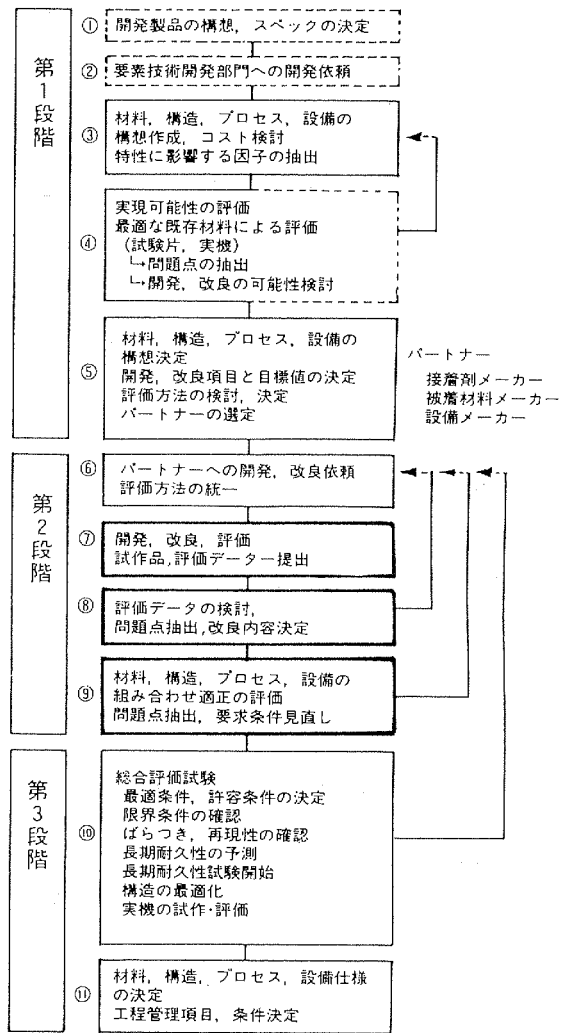 第1段階
① 開発製品の構想，スペックの決定
② 要素技術開発部門への開発依頼
③ 材料，構造，プロセス，設備の
構想作成，コスト検討
特性に影響する因子の抽出
④ 実現可能性の評価
最適な既存材料による評価
(試験片，実機)
↳問題点の抽出
↳開発，改良の可能性検討
⑤ 材料，構造，プロセス，設備の
構想決定
開発，改良項目と目標値の決定
評価方法の検討，決定
パートナーの選定
パートナー
接着剤メーカー
被着材料メーカー
設備メーカー
第2段階
⑥ パートナーへの開発，改良依頼
評価方法の統一
⑦ 開発，改良，評価
試作品，評価データー提出
⑧ 評価データの検討，
問題点抽出，改良内容決定
⑨ 材料，構造，プロセス，設備の
組み合わせ適正の評価
問題点抽出，要求条件見直し
第3段階
⑩ 総合評価試験
最適条件，許容条件の決定
限界条件の確認
ばらつき，再現性の確認
長期耐久性の予測
長期耐久性試験開始
構造の最適化
実機の試作・評価
⑪ 材料，構造，プロセス，設備仕様
の決定
工程管理項目，条件決定